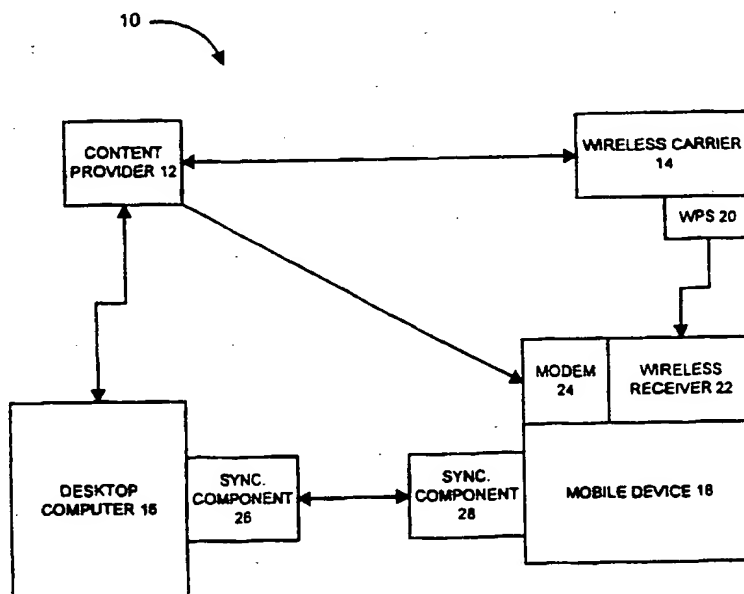 10
CONTENT
PROVIDER 12
WIRELESS CARRIER
14
WPS 20
MODEM
24
WIRELESS
RECEIVER 22
DESKTOP
COMPUTER 16
SYNC.
COMPONENT
26
SYNC.
COMPONENT
28
MOBILE DEVICE 18